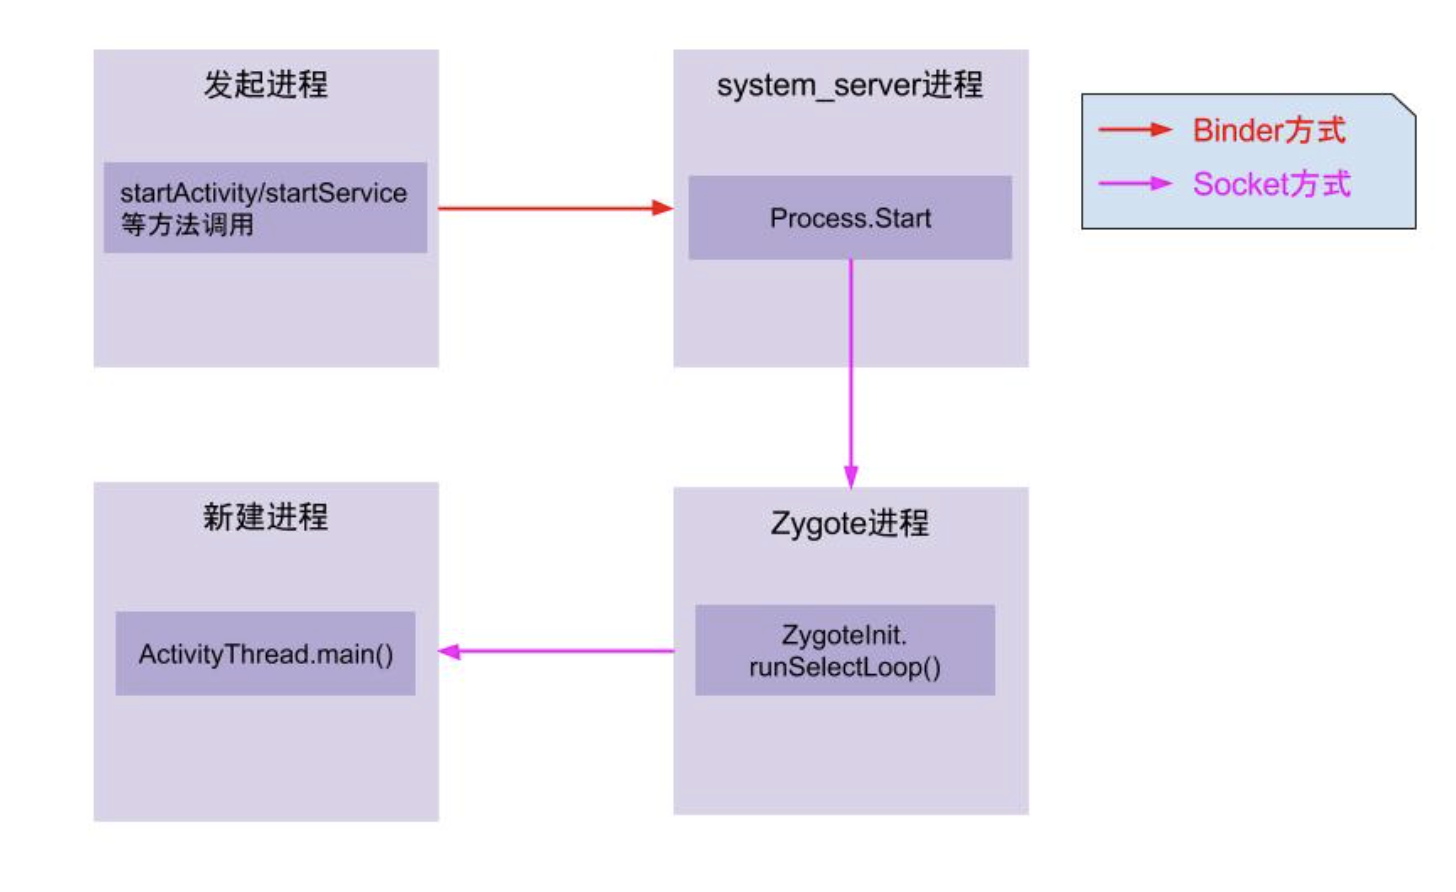 发起进程
startActivity/startService
等方法调用
system_server进程
Process.Start
Binder方式
Socket方式
新建进程
ActivityThread.main()
Zygote进程
ZygoteInit.
runSelectLoop()